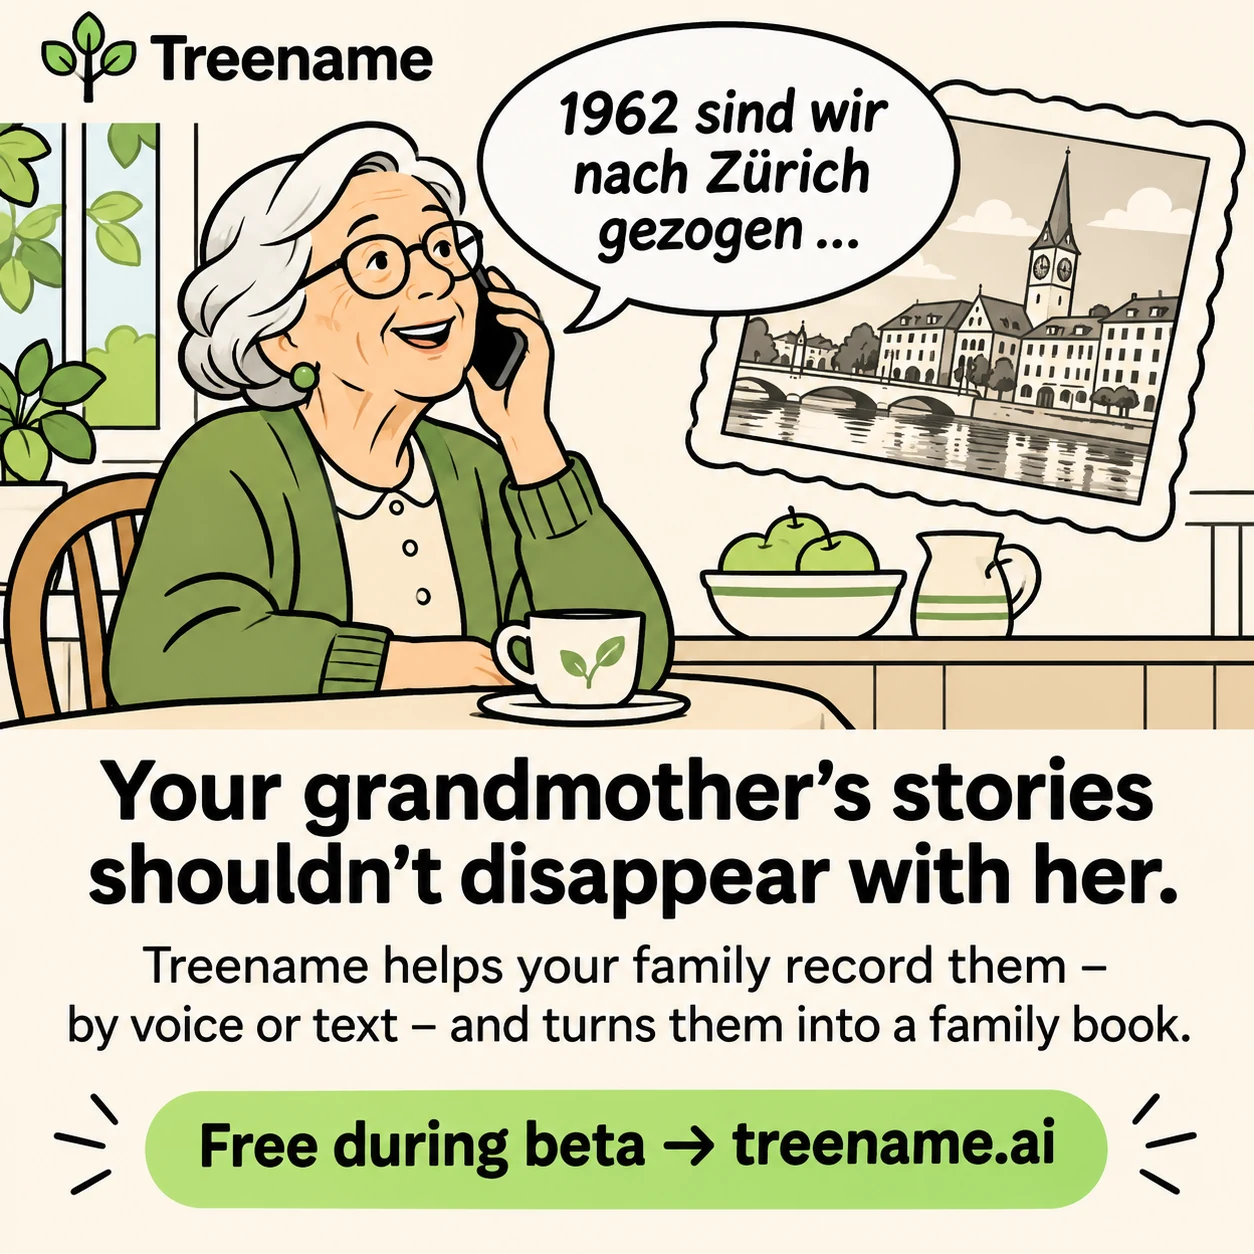 Treename
1962 sind wir
nach Zürich
gezogen ...
Your grandmother’s stories
shouldn’t disappear with her.
Treename helps your family record them –
by voice or text – and turns them into a family book.
Free during beta → treename.ai